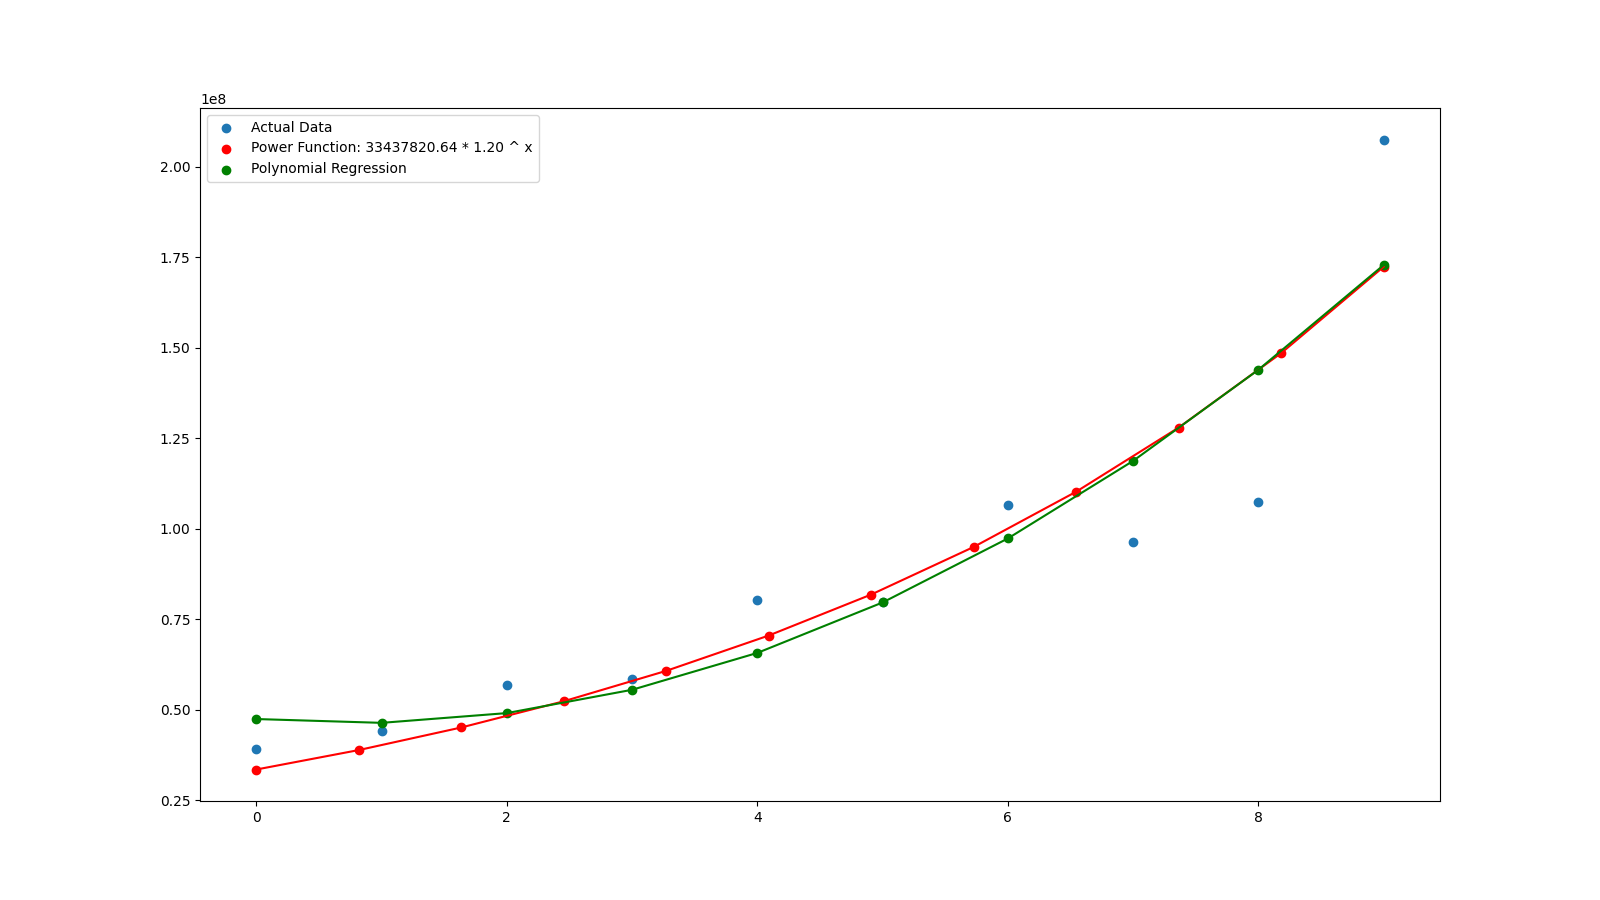 1e8
Actual Data
Power Function: 33437820.64 * 1.20 ^ x
Polynomial Regression
2.00
1.75
1.50
1.25
1.00
0.75
0.50
0.25
0 2 4 6 8